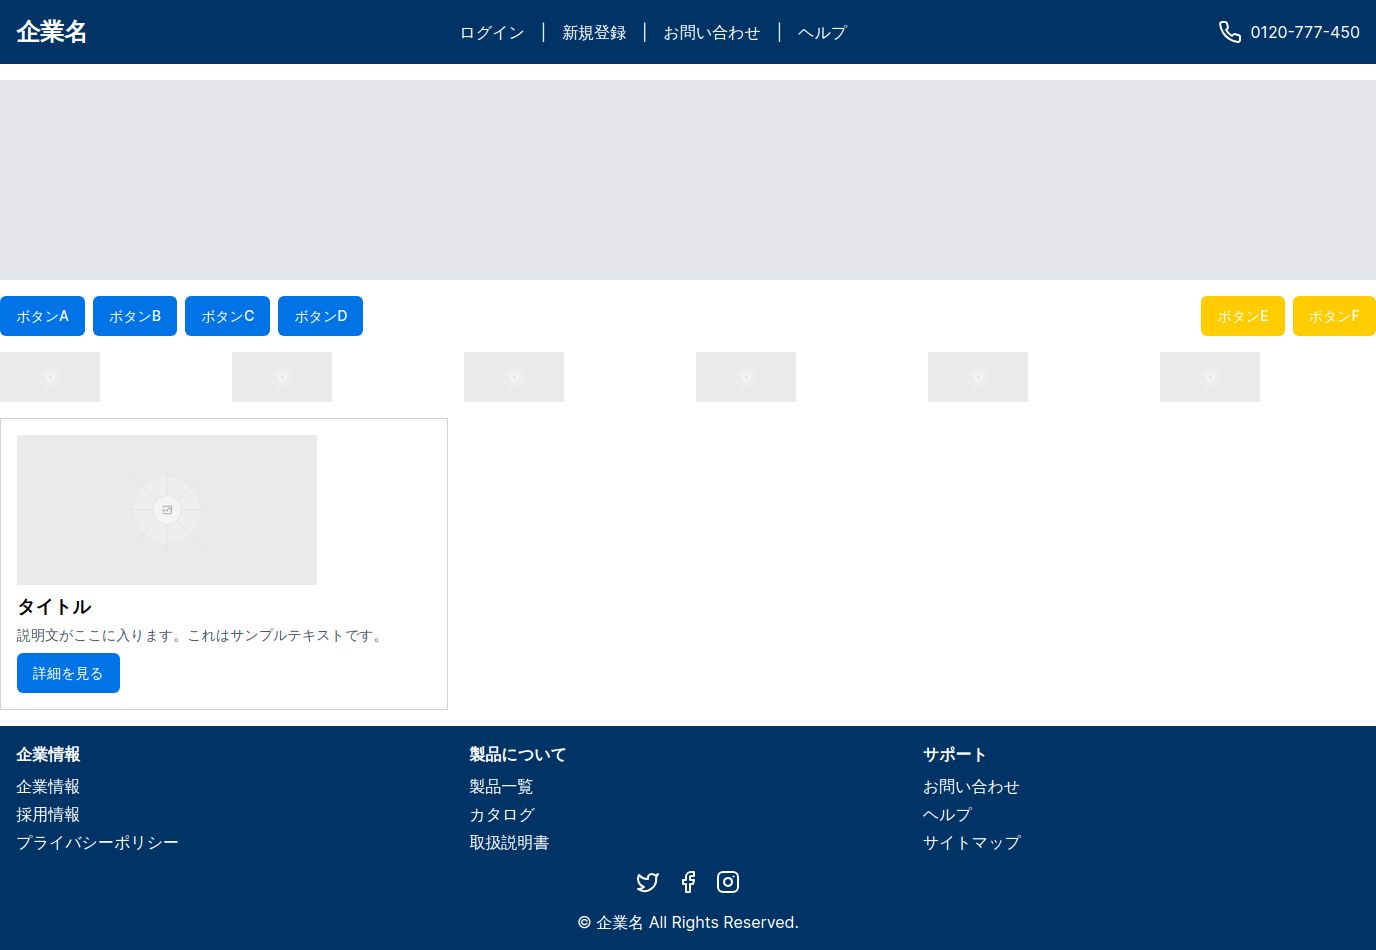 企業名
ログイン | 新規登録 | お問い合わせ | ヘルプ
0120-777-450
ボタンA ボタンB ボタンC ボタンD
ボタンE ボタンF
タイトル
説明文がここに入ります。これはサンプルテキストです。
詳細を見る
企業情報
企業情報
採用情報
プライバシーポリシー
製品について
製品一覧
カタログ
取扱説明書
サポート
お問い合わせ
ヘルプ
サイトマップ
© 企業名 All Rights Reserved.